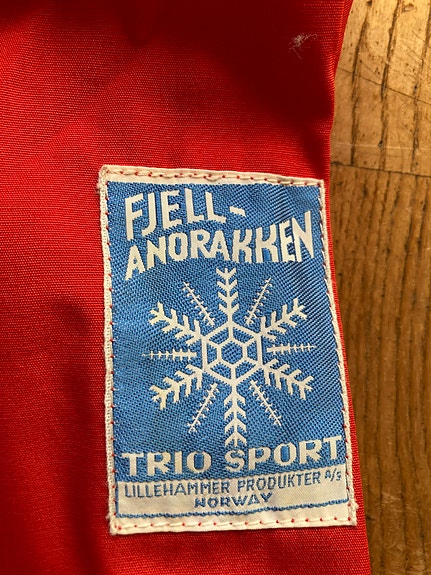 FJELL-
ANORAKKEN
TRIO SPORT
LILLEHAMMER PRODUKTER A/S
NORWAY